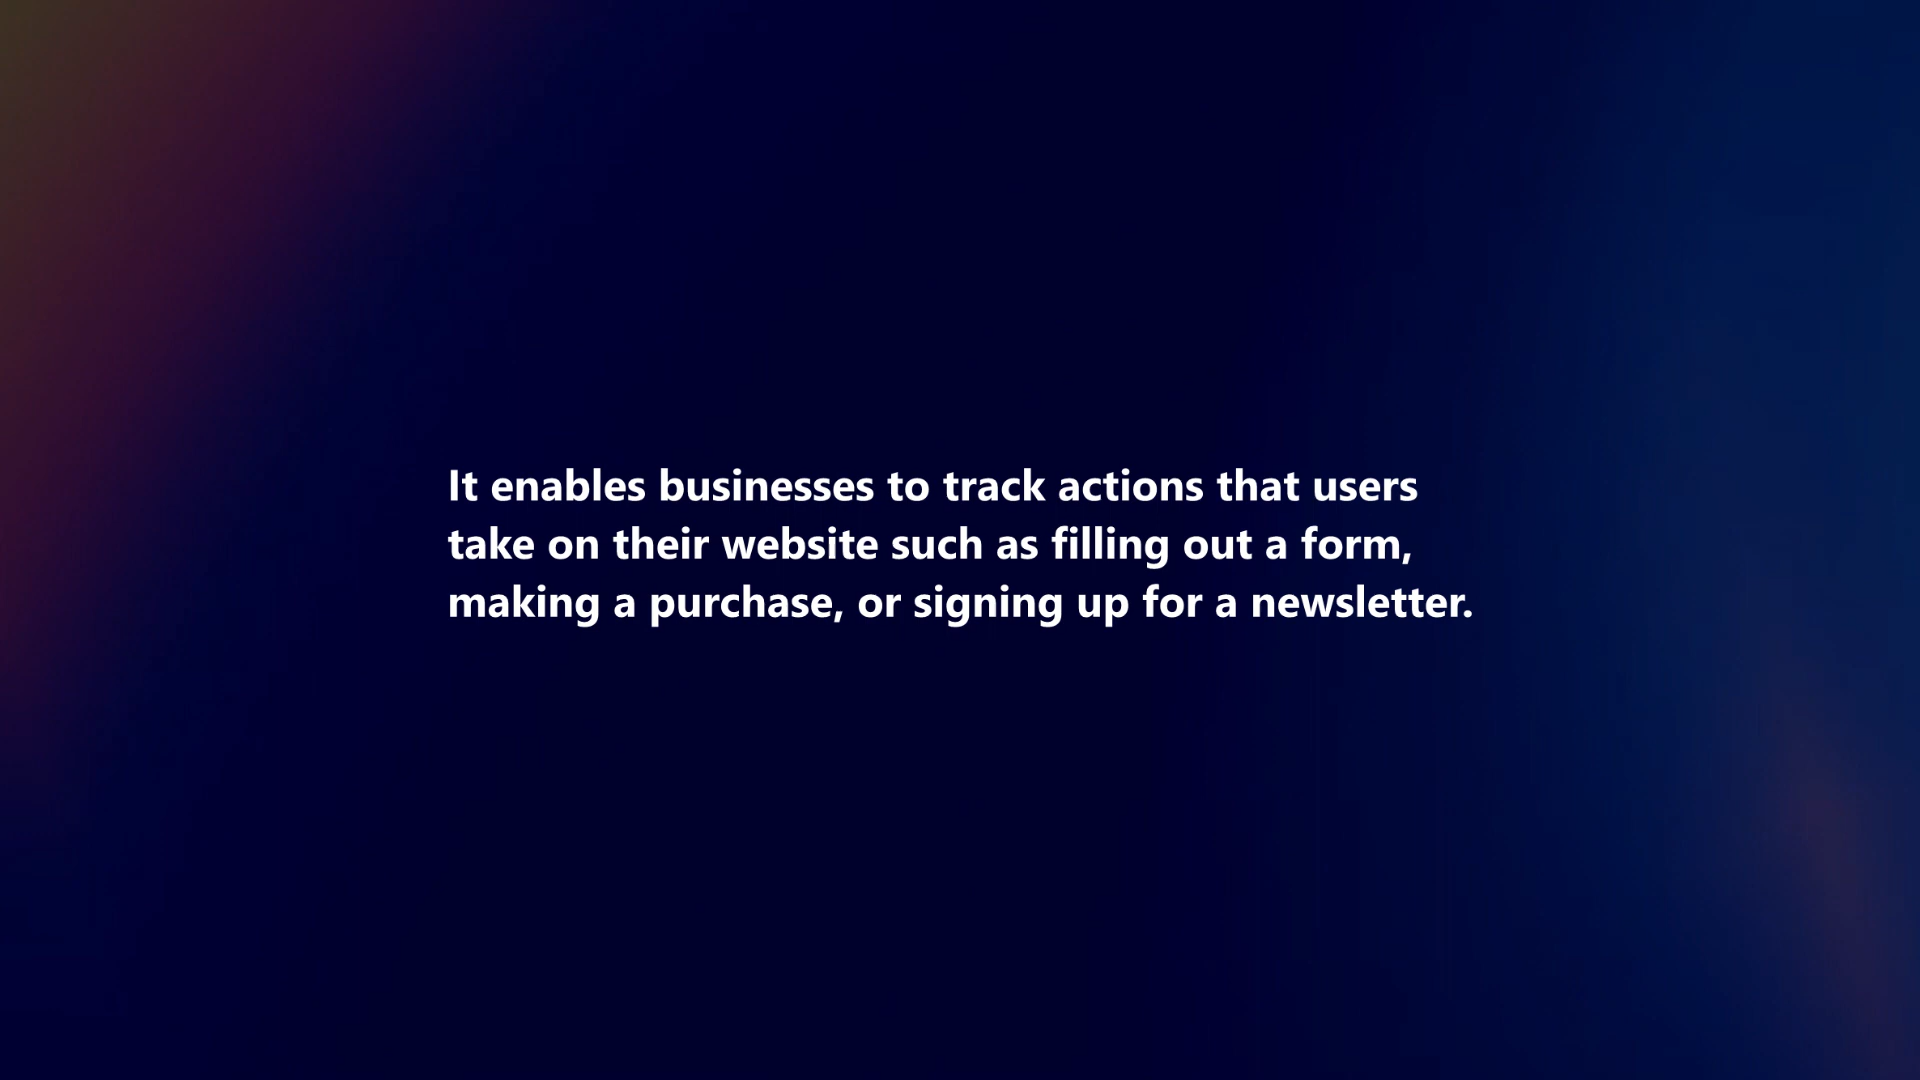 It enables businesses to track actions that users
take on their website such as filling out a form,
making a purchase, or signing up for a newsletter.